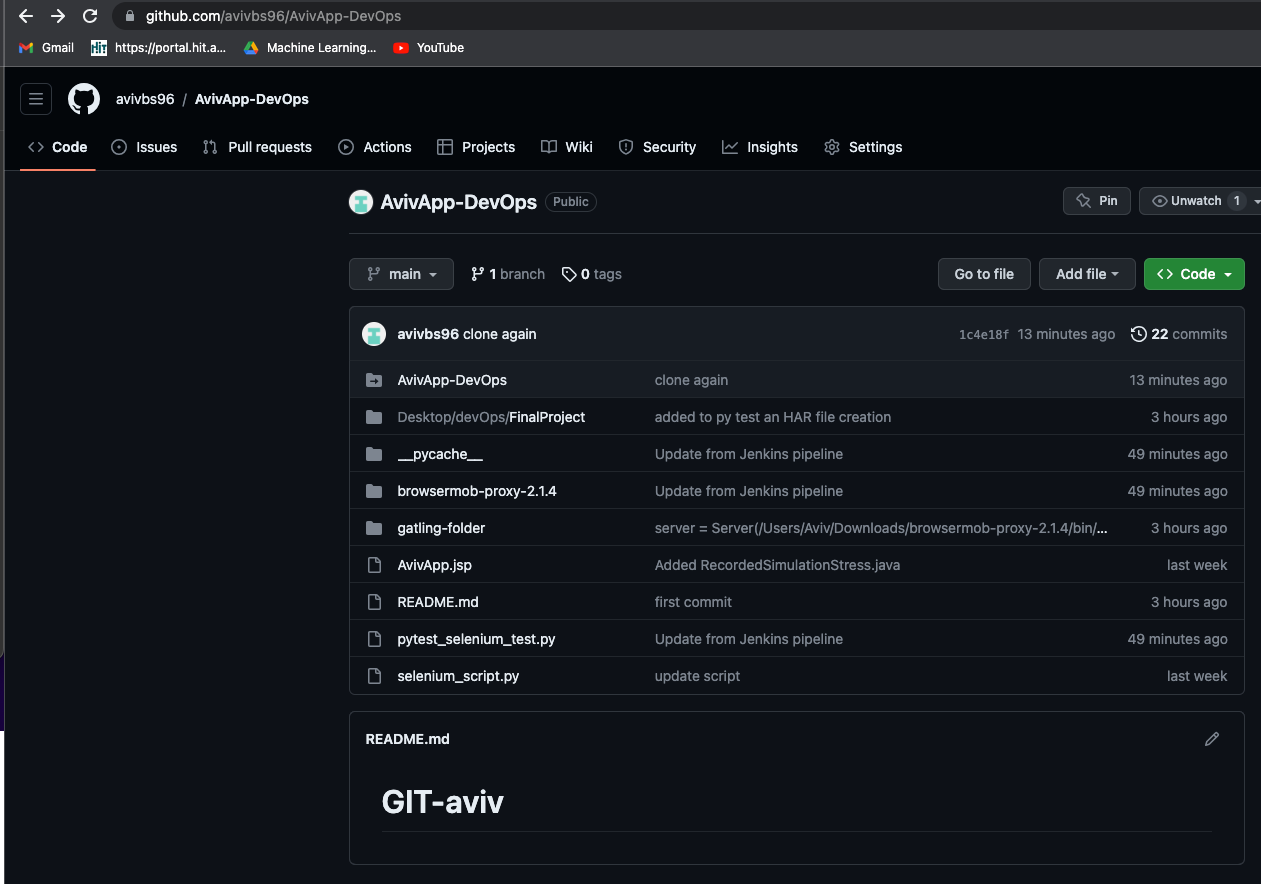 github.com/avivbs96/AvivApp-DevOps
Gmail HIT https://portal.hit.a... Machine Learning... YouTube
avivbs96 / AvivApp-DevOps
Code Issues Pull requests Actions Projects Wiki Security Insights Settings
AvivApp-DevOps Public Pin Unwatch 1
main 1 branch 0 tags Go to file Add file Code
avivbs96 clone again 1c4e18f 13 minutes ago 22 commits
AvivApp-DevOps clone again 13 minutes ago
Desktop/devOps/FinalProject added to py test an HAR file creation 3 hours ago
__pycache__ Update from Jenkins pipeline 49 minutes ago
browsermob-proxy-2.1.4 Update from Jenkins pipeline 49 minutes ago
gatling-folder server = Server(/Users/Aviv/Downloads/browsermob-proxy-2.1.4/bin/... 3 hours ago
AvivApp.jsp Added RecordedSimulationStress.java last week
README.md first commit 3 hours ago
pytest_selenium_test.py Update from Jenkins pipeline 49 minutes ago
selenium_script.py update script last week
README.md
GIT-aviv